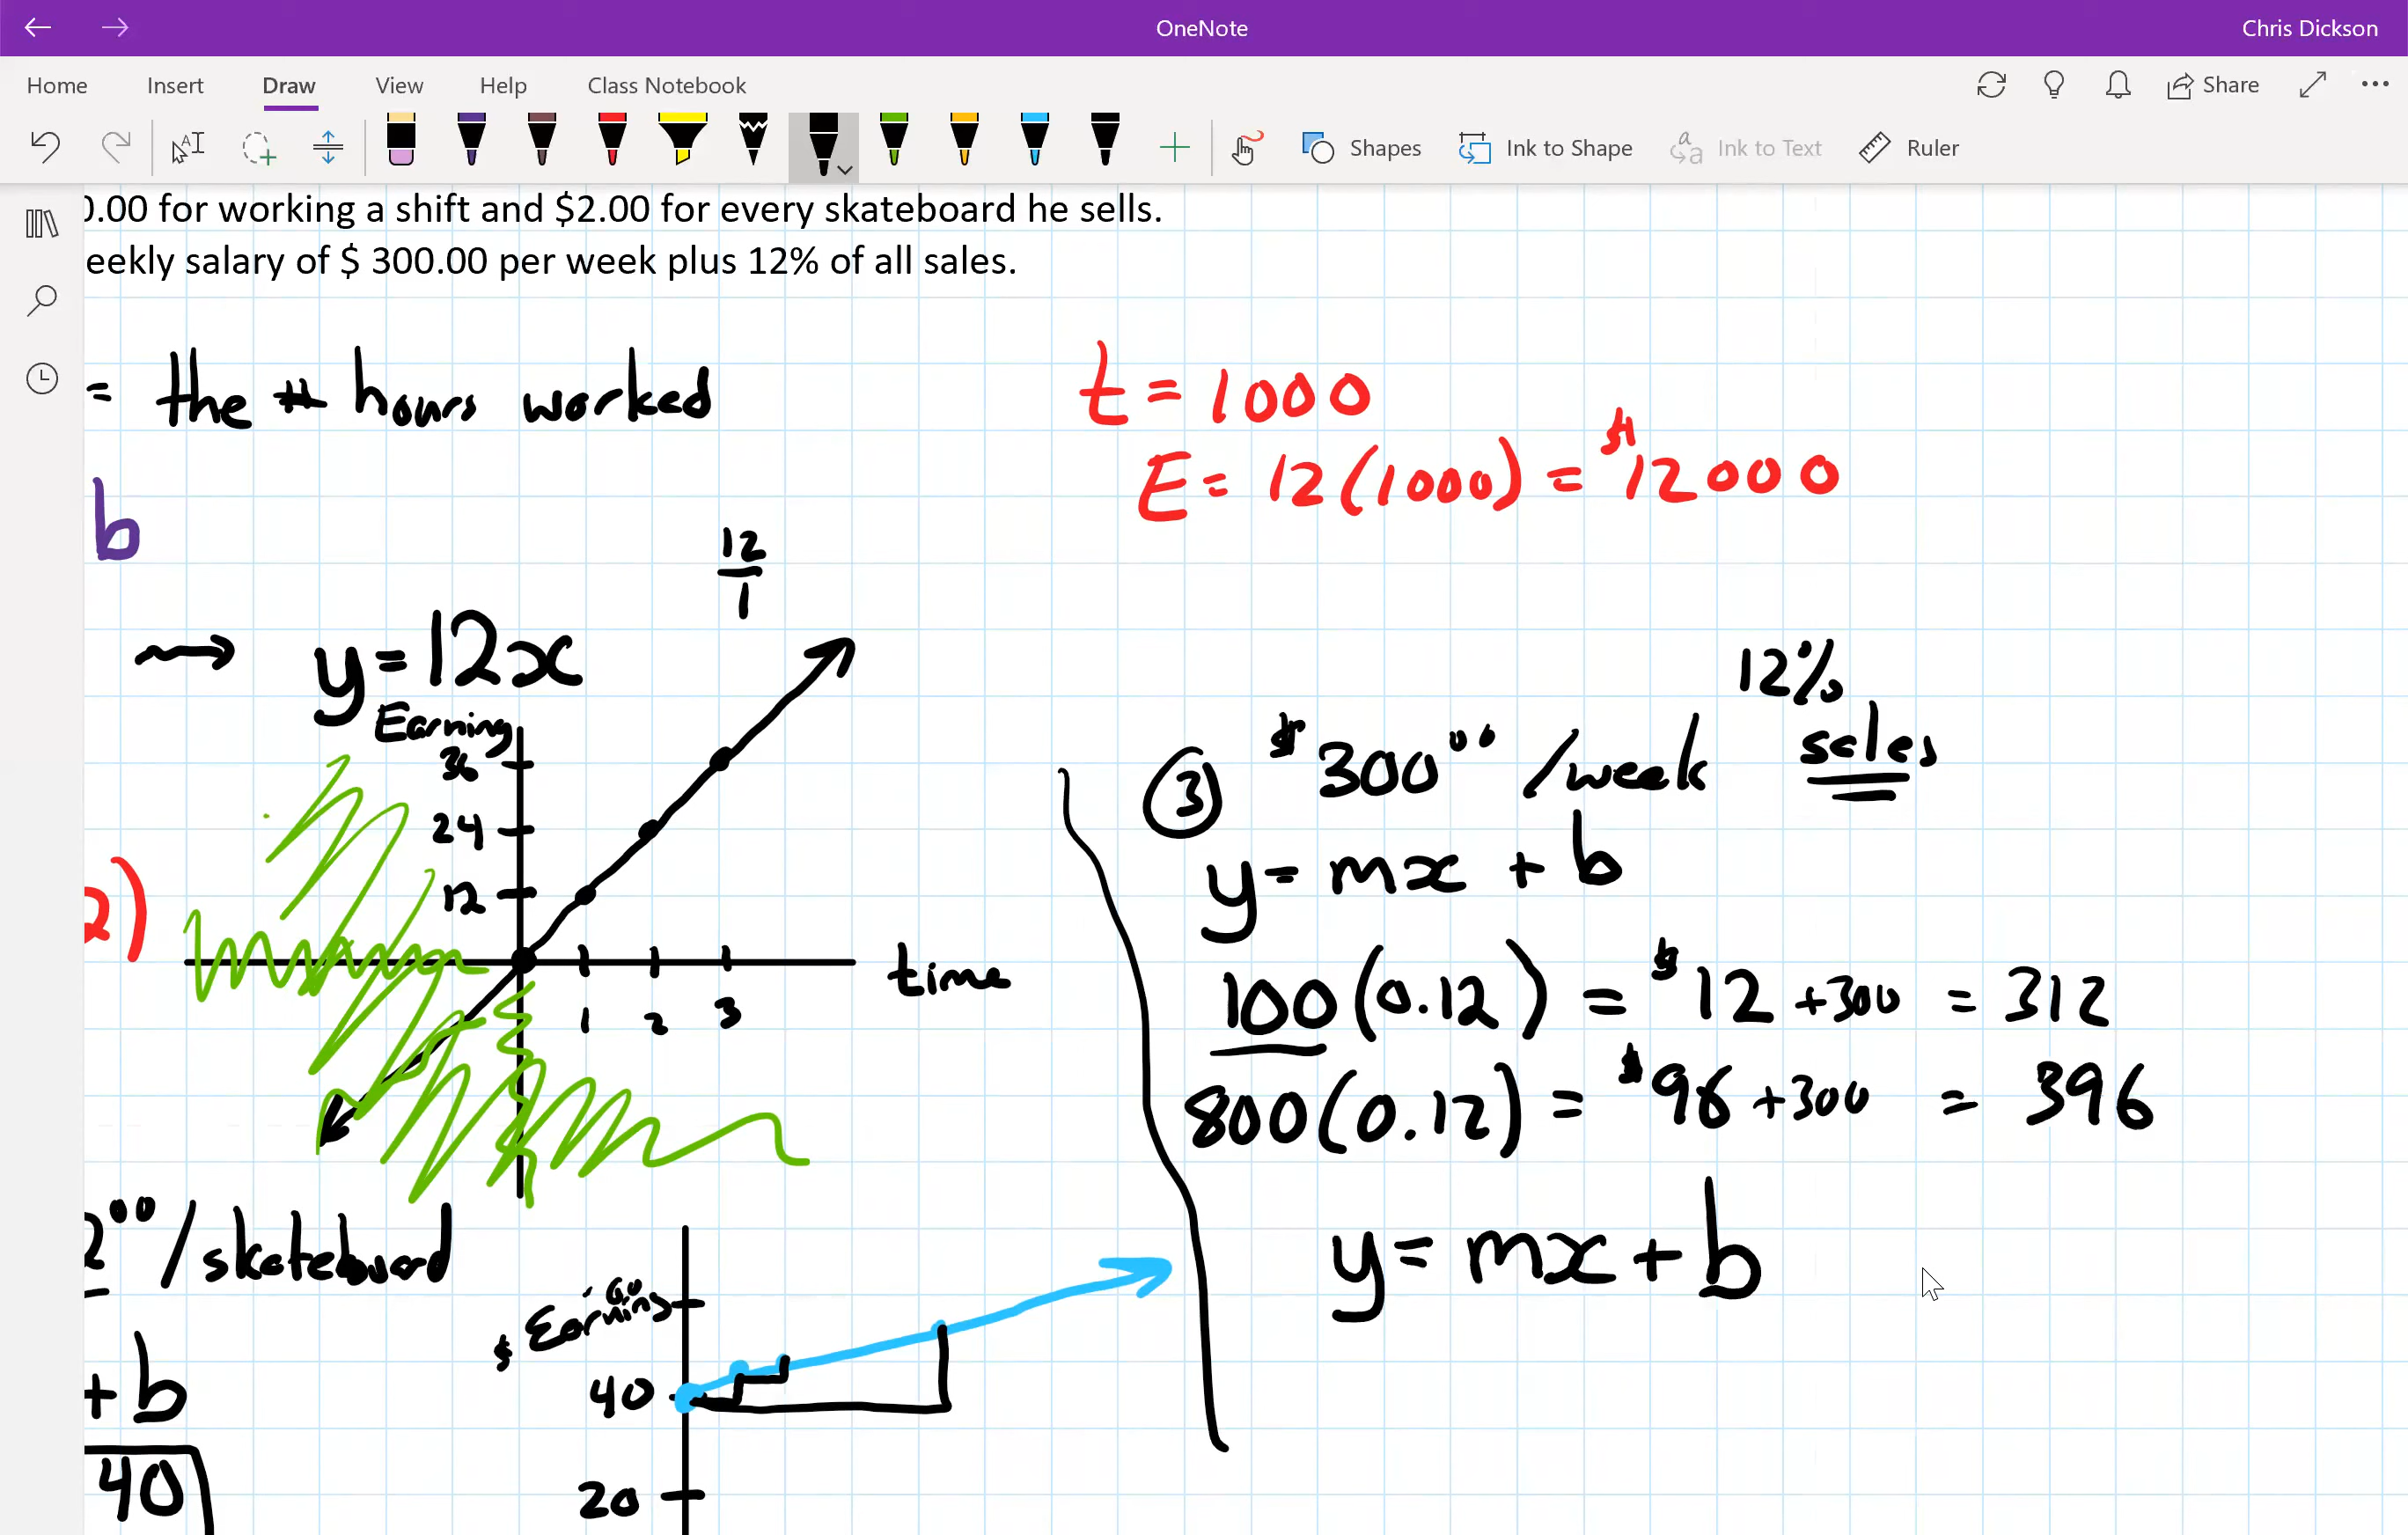 OneNote
Chris Dickson
Home Insert Draw View Help Class Notebook
Share
Shapes Ink to Shape Ink to Text Ruler
0.00 for working a shift and $2.00 for every skateboard he sells.
eekly salary of $ 300.00 per week plus 12% of all sales.
= the # hours worked
t = 1000
E = 12 (1000) = $12000
b
12
1
→ y=12x
Earning
36
24
12
2)
1 2 3
time
2⁰⁰/skateboard
+ b
40
$ Earnings
60
40
20
③ $300⁰⁰ /week
12%
sales
y= mx + b
100 (0.12) = $12 +300 = 312
800 (0.12) = $96 +300 = 396
y = mx + b